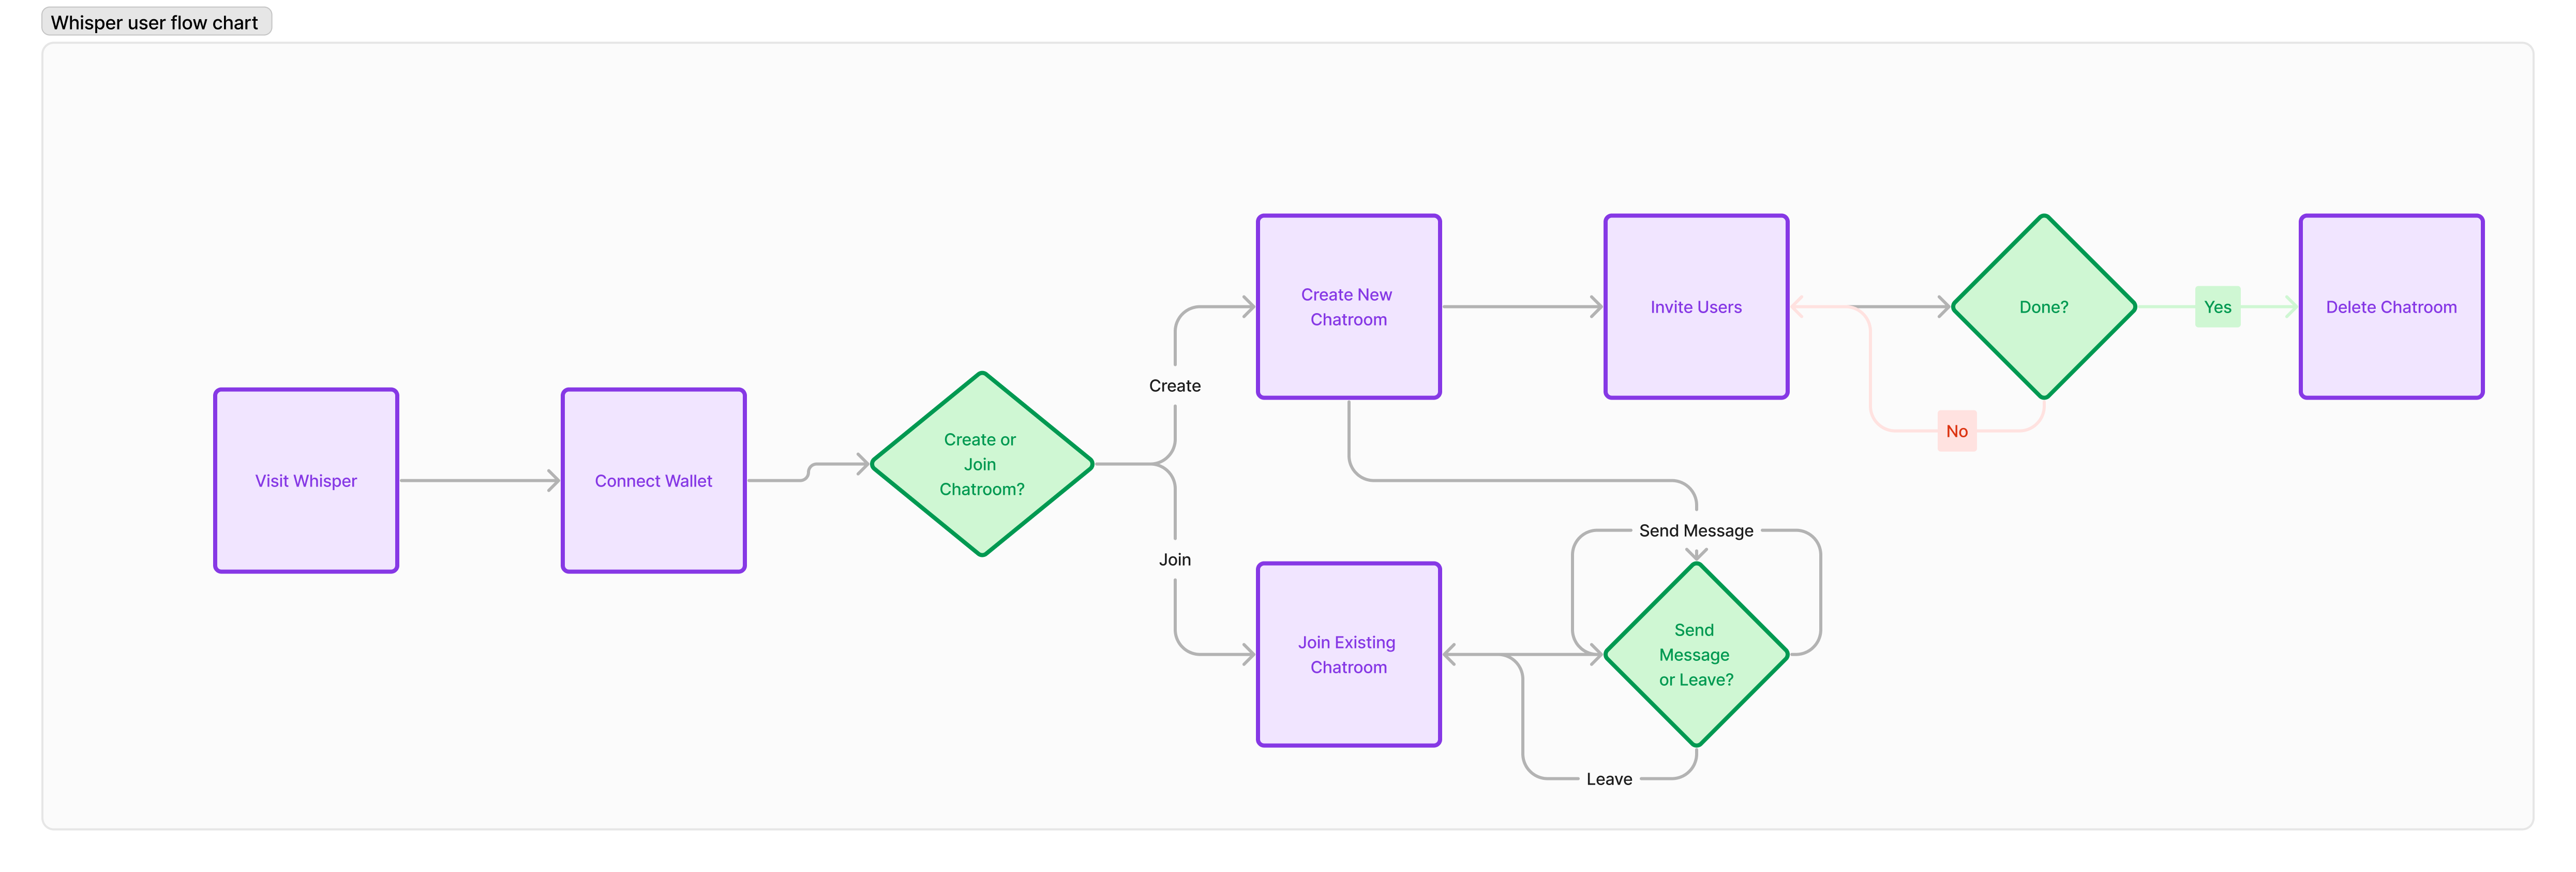 Whisper user flow chart
Visit Whisper
Connect Wallet
Create or
Join
Chatroom?
Create
Join
Create New
Chatroom
Invite Users
Done?
Yes
No
Delete Chatroom
Join Existing
Chatroom
Send Message
Send
Message
or Leave?
Leave